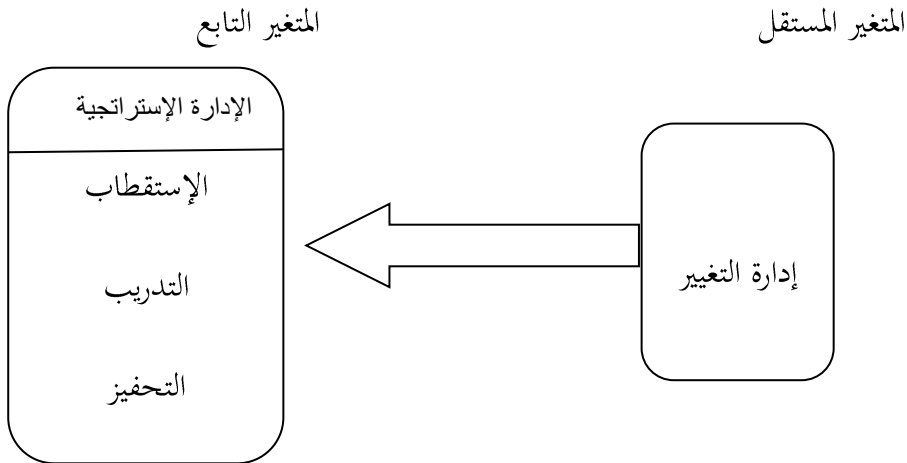 المتغير المستقل
المتغير التابع
إدارة التغيير
الإدارة الإستراتجية
الإستقطاب
التدريب
التحفيز